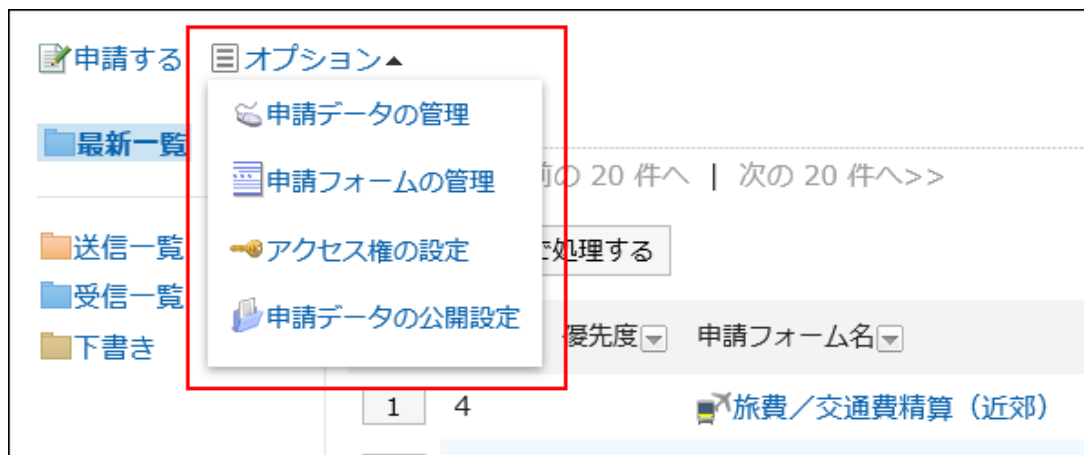 申請する オプション▲
申請データの管理
申請フォームの管理
アクセス権の設定
申請データの公開設定
最新一覧
送信一覧
受信一覧
下書き
前の 20 件へ | 次の 20 件へ>>
で処理する
優先度 申請フォーム名
1 4 旅費／交通費精算（近郊）